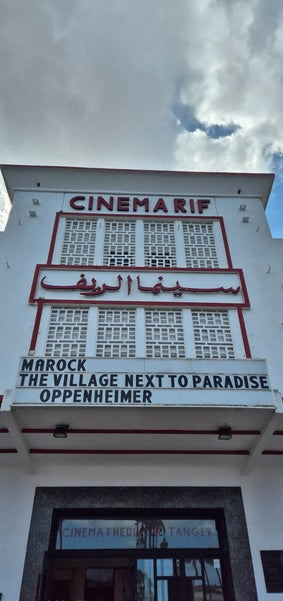 CINEMA RIF
سينما الريف
MAROCK
THE VILLAGE NEXT TO PARADISE
OPPENHEIMER
CINEMATHEQUE DE TANGER